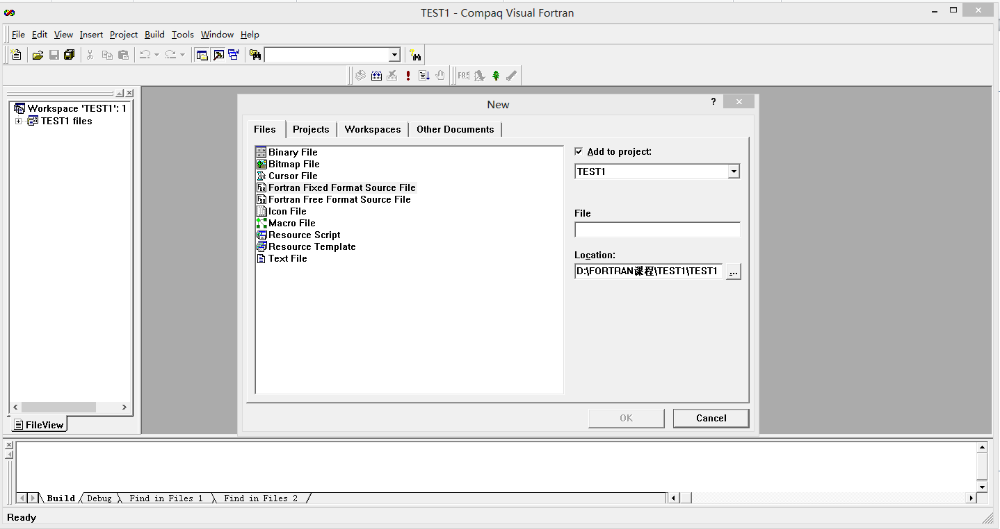 TEST1 - Compaq Visual Fortran
File Edit View Insert Project Build Tools Window Help
Workspace 'TEST1': 1
TEST1 files
FileView
New
?
Files Projects Workspaces Other Documents
Binary File
Bitmap File
Cursor File
Fortran Fixed Format Source File
Fortran Free Format Source File
Icon File
Macro File
Resource Script
Resource Template
Text File
Add to project:
TEST1
File
Location:
D:\FORTRAN课程\TEST1\TEST1
...
OK Cancel
Build Debug Find in Files 1 Find in Files 2
Ready